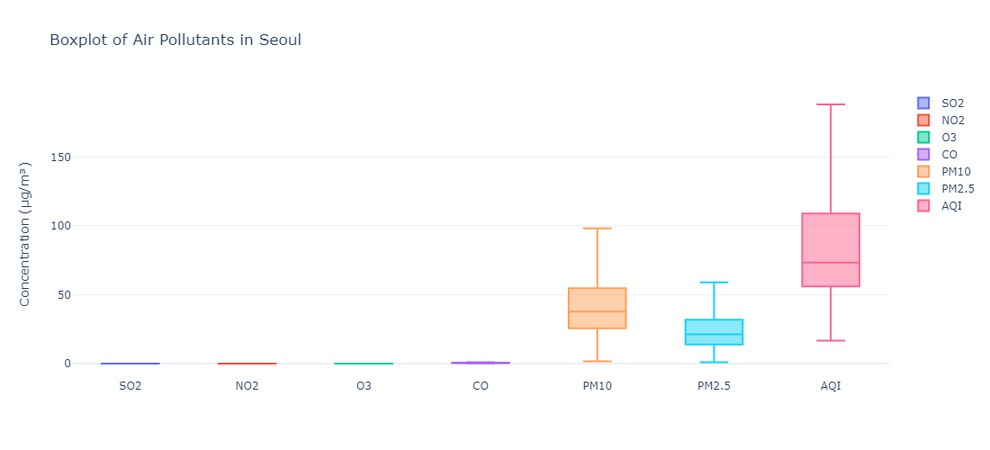 Boxplot of Air Pollutants in Seoul
Concentration (µg/m³)
150
100
50
0
SO2 NO2 O3 CO PM10 PM2.5 AQI
SO2
NO2
O3
CO
PM10
PM2.5
AQI